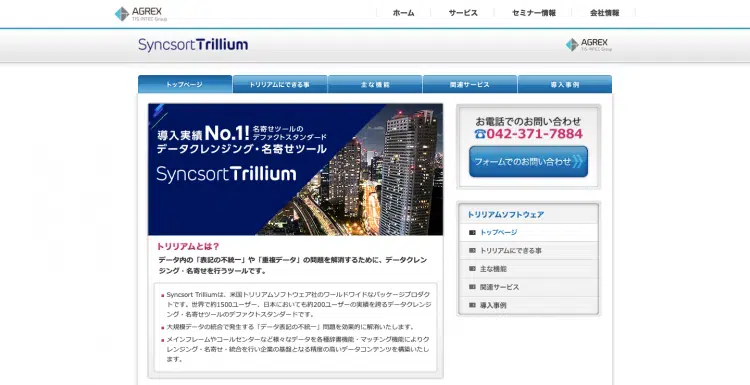 AGREX
TIS INTEC Group
ホーム
サービス
セミナー情報
会社情報
Syncsort Trillium
AGREX
TIS INTEC Group
トップページ
トリリアムにできる事
主な機能
関連サービス
導入事例
導入実績No.1! 名寄せツールの
デファクトスタンダード
データクレンジング・名寄せツール
Syncsort Trillium
トリリアムとは？
データ内の「表記の不統一」や「重複データ」の問題を解消するために、データクレン
ジング・名寄せを行うツールです。
Syncsort Trilliumは、米国トリリアムソフトウェア社のワールドワイドなパッケージプロダク
トです。世界で約1500ユーザー、日本においても約200ユーザーの実績を誇るデータクレンジ
ング・名寄せツールのデファクトスタンダードです。
大規模データの統合で発生する「データ表記の不統一」問題を効果的に解消いたします。
メインフレームやコールセンターなど様々なデータを各種辞書機能・マッチング機能によりク
レンジング・名寄せ・統合を行い企業の基盤となる精度の高いデータコンテンツを構築いたし
ます。
お電話でのお問い合わせ
☎042-371-7884
フォームでのお問い合わせ
トリリアムソフトウェア
トップページ
トリリアムにできる事
主な機能
関連サービス
導入事例